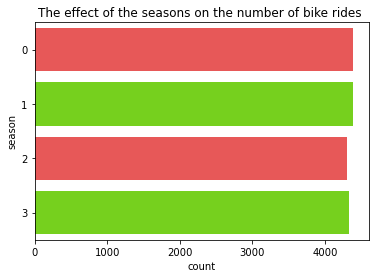 The effect of the seasons on the number of bike rides
season
0
1
2
3
0 1000 2000 3000 4000
count